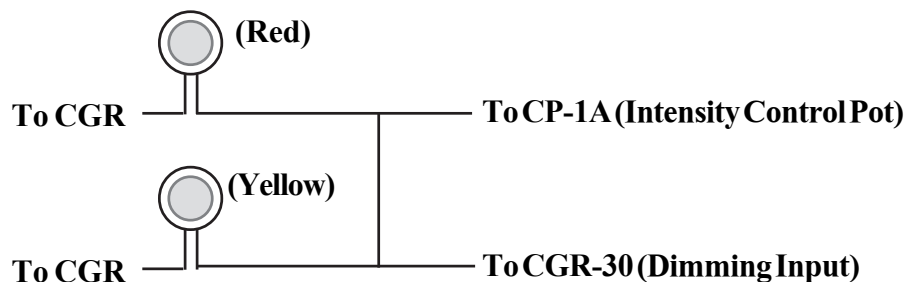 (Red)
To CGR
To CP-1A (Intensity Control Pot)
(Yellow)
To CGR
To CGR-30 (Dimming Input)